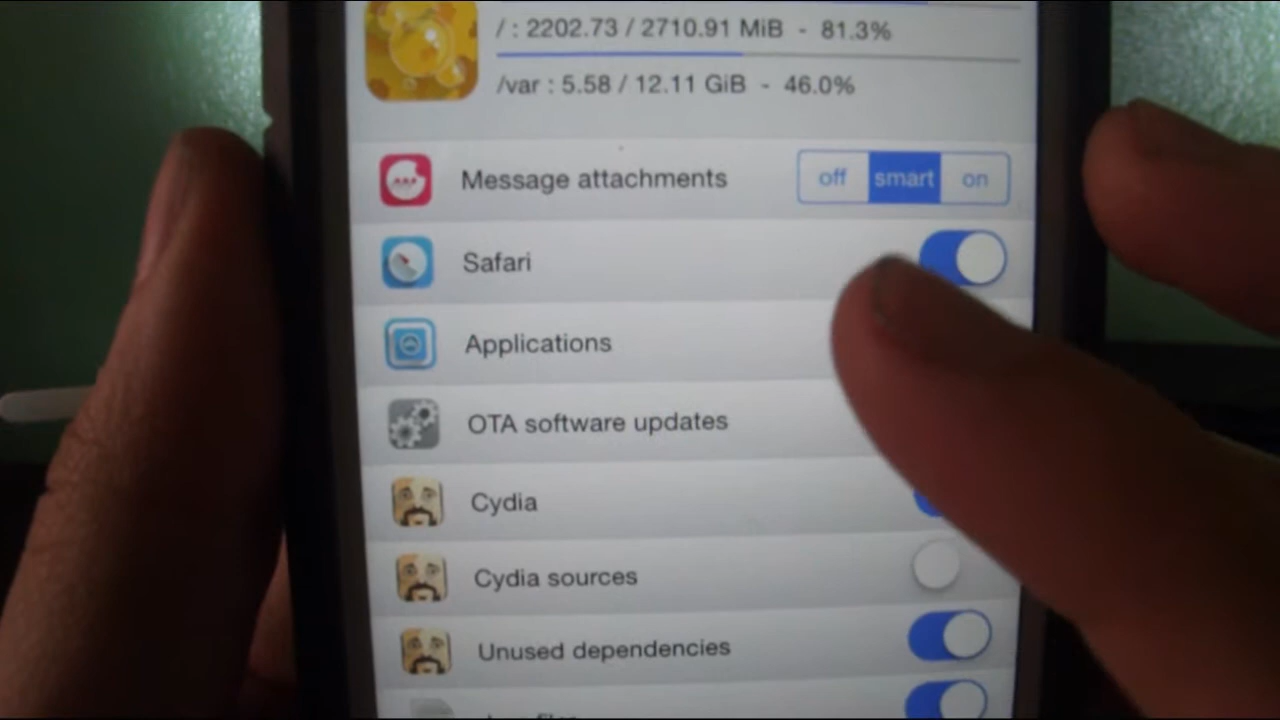 / : 2202.73 / 2710.91 MiB - 81.3%
/var : 5.58 / 12.11 GiB - 46.0%
Message attachments off smart on
Safari
Applications
OTA software updates
Cydia
Cydia sources
Unused dependencies